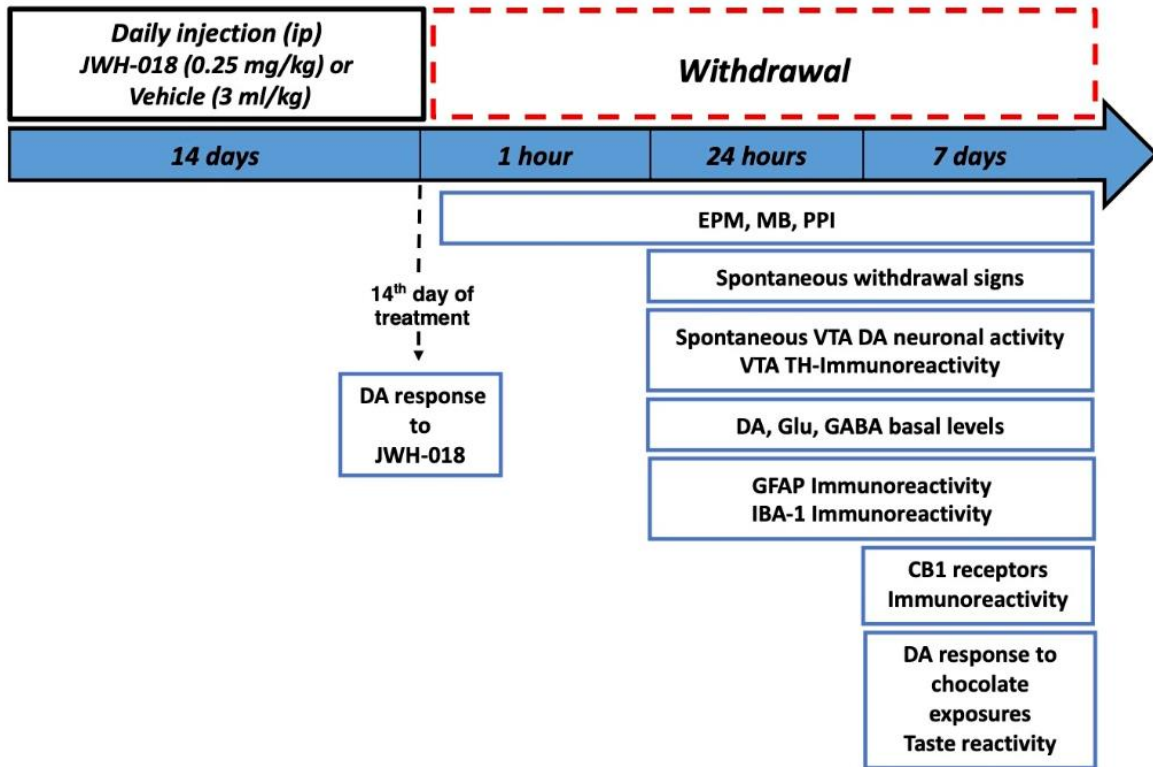 Daily injection (ip)
JWH-018 (0.25 mg/kg) or
Vehicle (3 ml/kg)
Withdrawal
14 days
1 hour
24 hours
7 days
EPM, MB, PPI
Spontaneous withdrawal signs
14th day of
treatment
Spontaneous VTA DA neuronal activity
VTA TH-Immunoreactivity
DA response
to
JWH-018
DA, Glu, GABA basal levels
GFAP Immunoreactivity
IBA-1 Immunoreactivity
CB1 receptors
Immunoreactivity
DA response to
chocolate
exposures
Taste reactivity